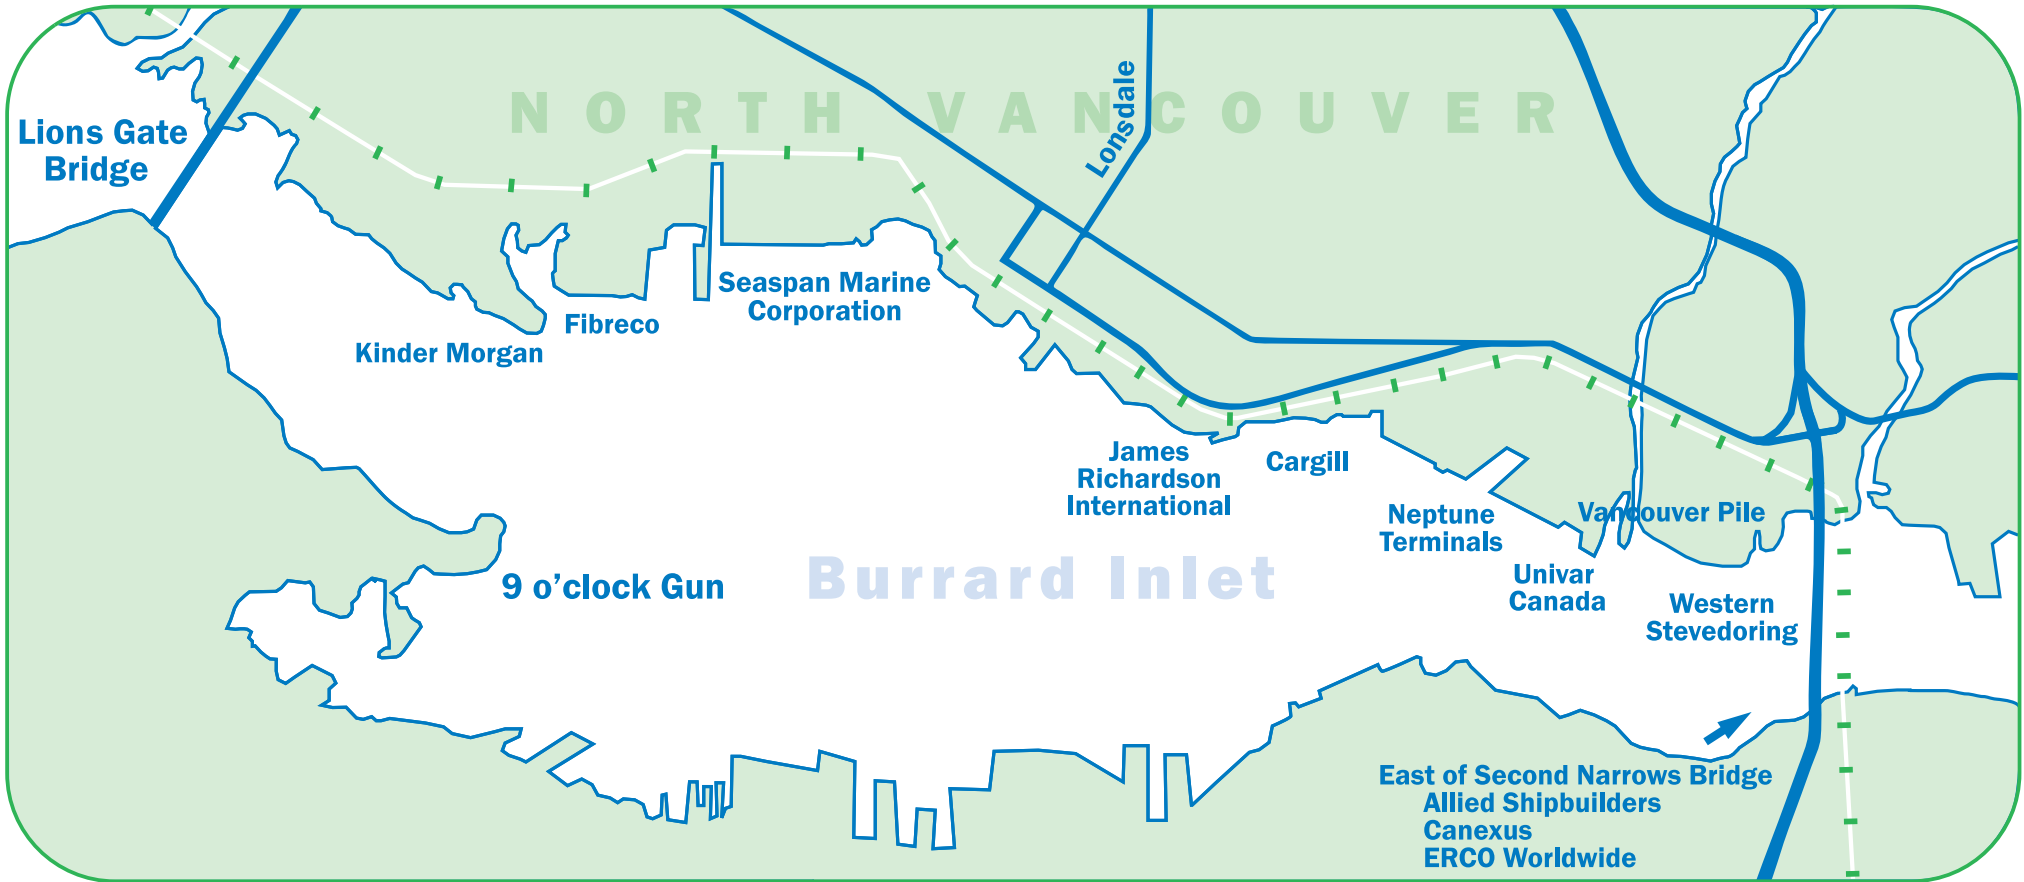 NORTH VANCOUVER
Lonsdale
Lions Gate
Bridge
Seaspan Marine
Corporation
Fibreco
Kinder Morgan
James
Richardson
International
Cargill
Neptune
Terminals
Vancouver Pile
Univar
Canada
Western
Stevedoring
9 o’clock Gun
Burrard Inlet
East of Second Narrows Bridge
Allied Shipbuilders
Canexus
ERCO Worldwide